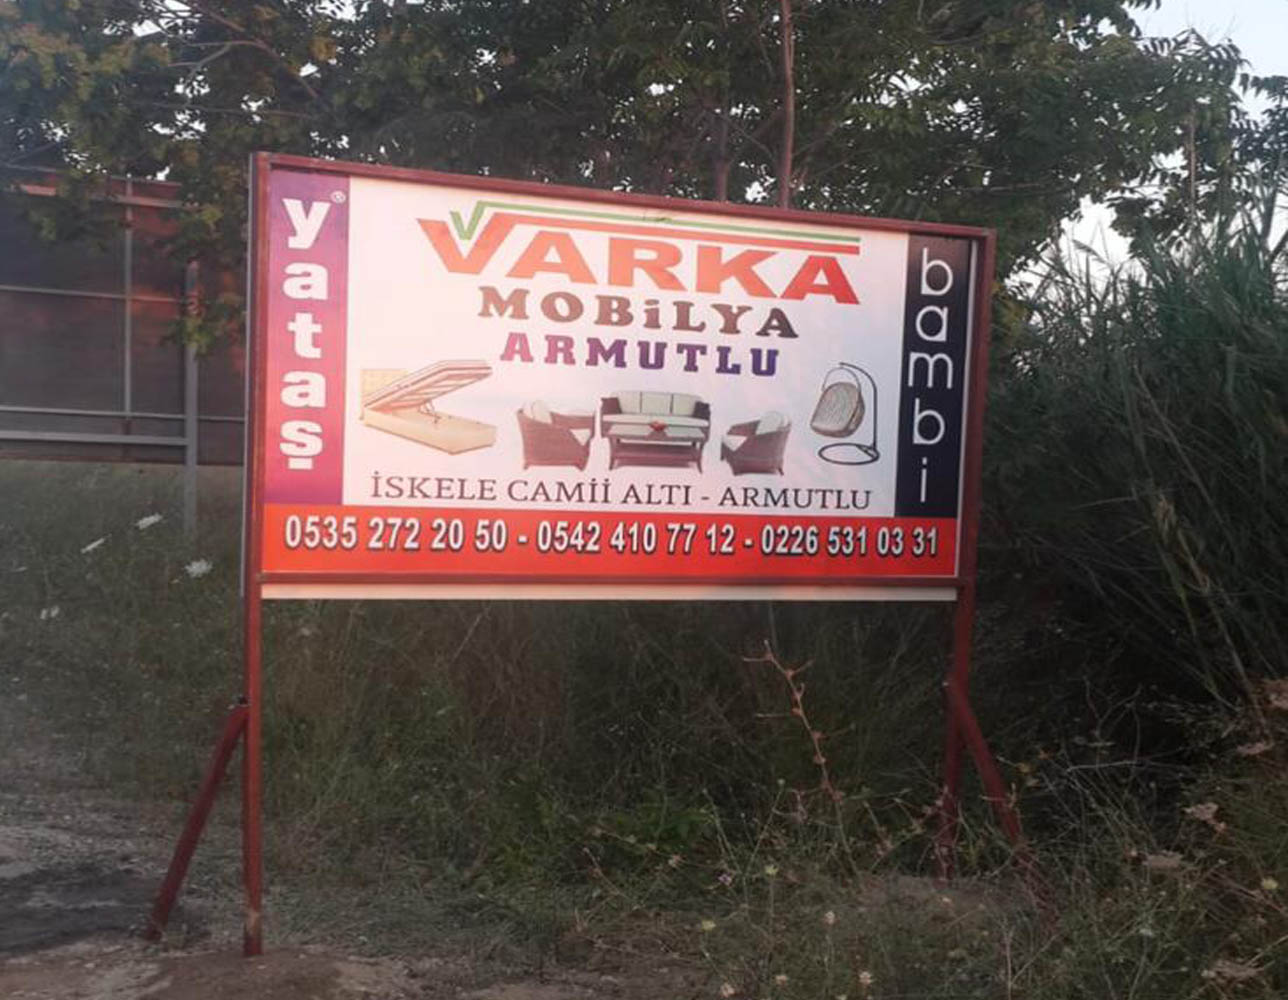 yataş®
VARKA
MOBİLYA
ARMUTLU
bambi
İSKELE CAMİİ ALTI - ARMUTLU
0535 272 20 50 - 0542 410 77 12 - 0226 531 03 31